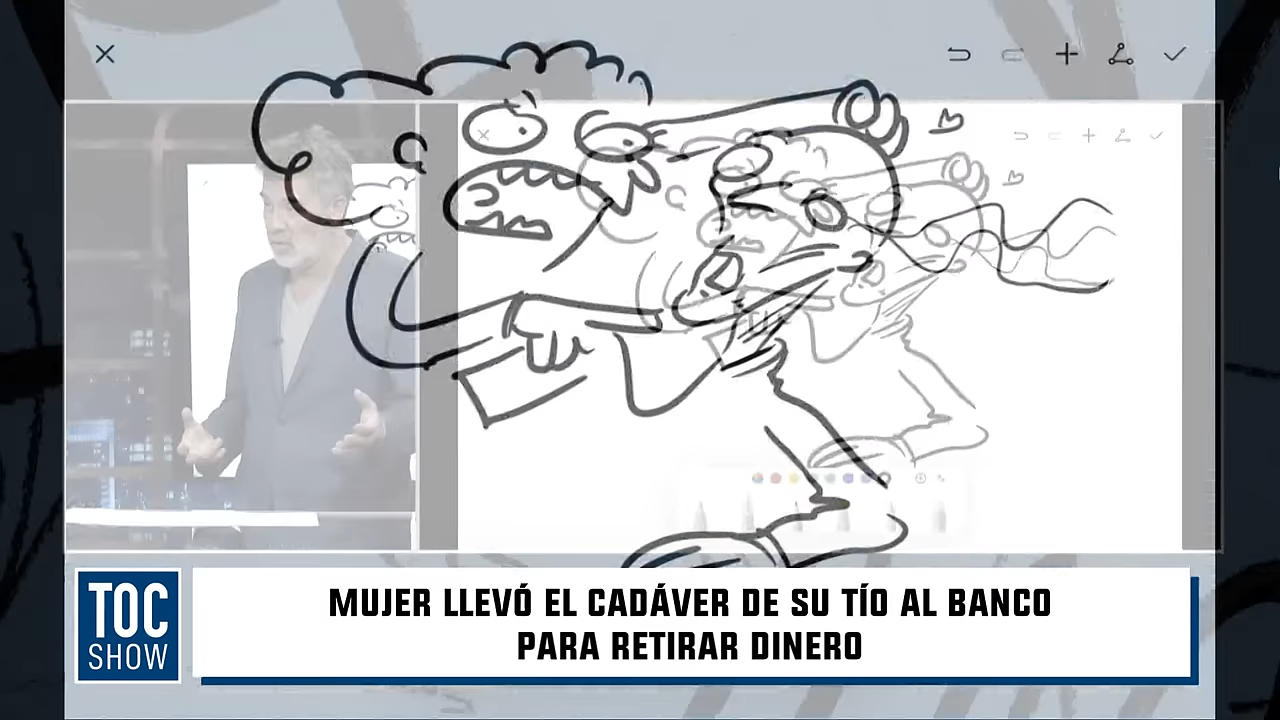 TOC
SHOW
MUJER LLEVÓ EL CADÁVER DE SU TÍO AL BANCO
PARA RETIRAR DINERO